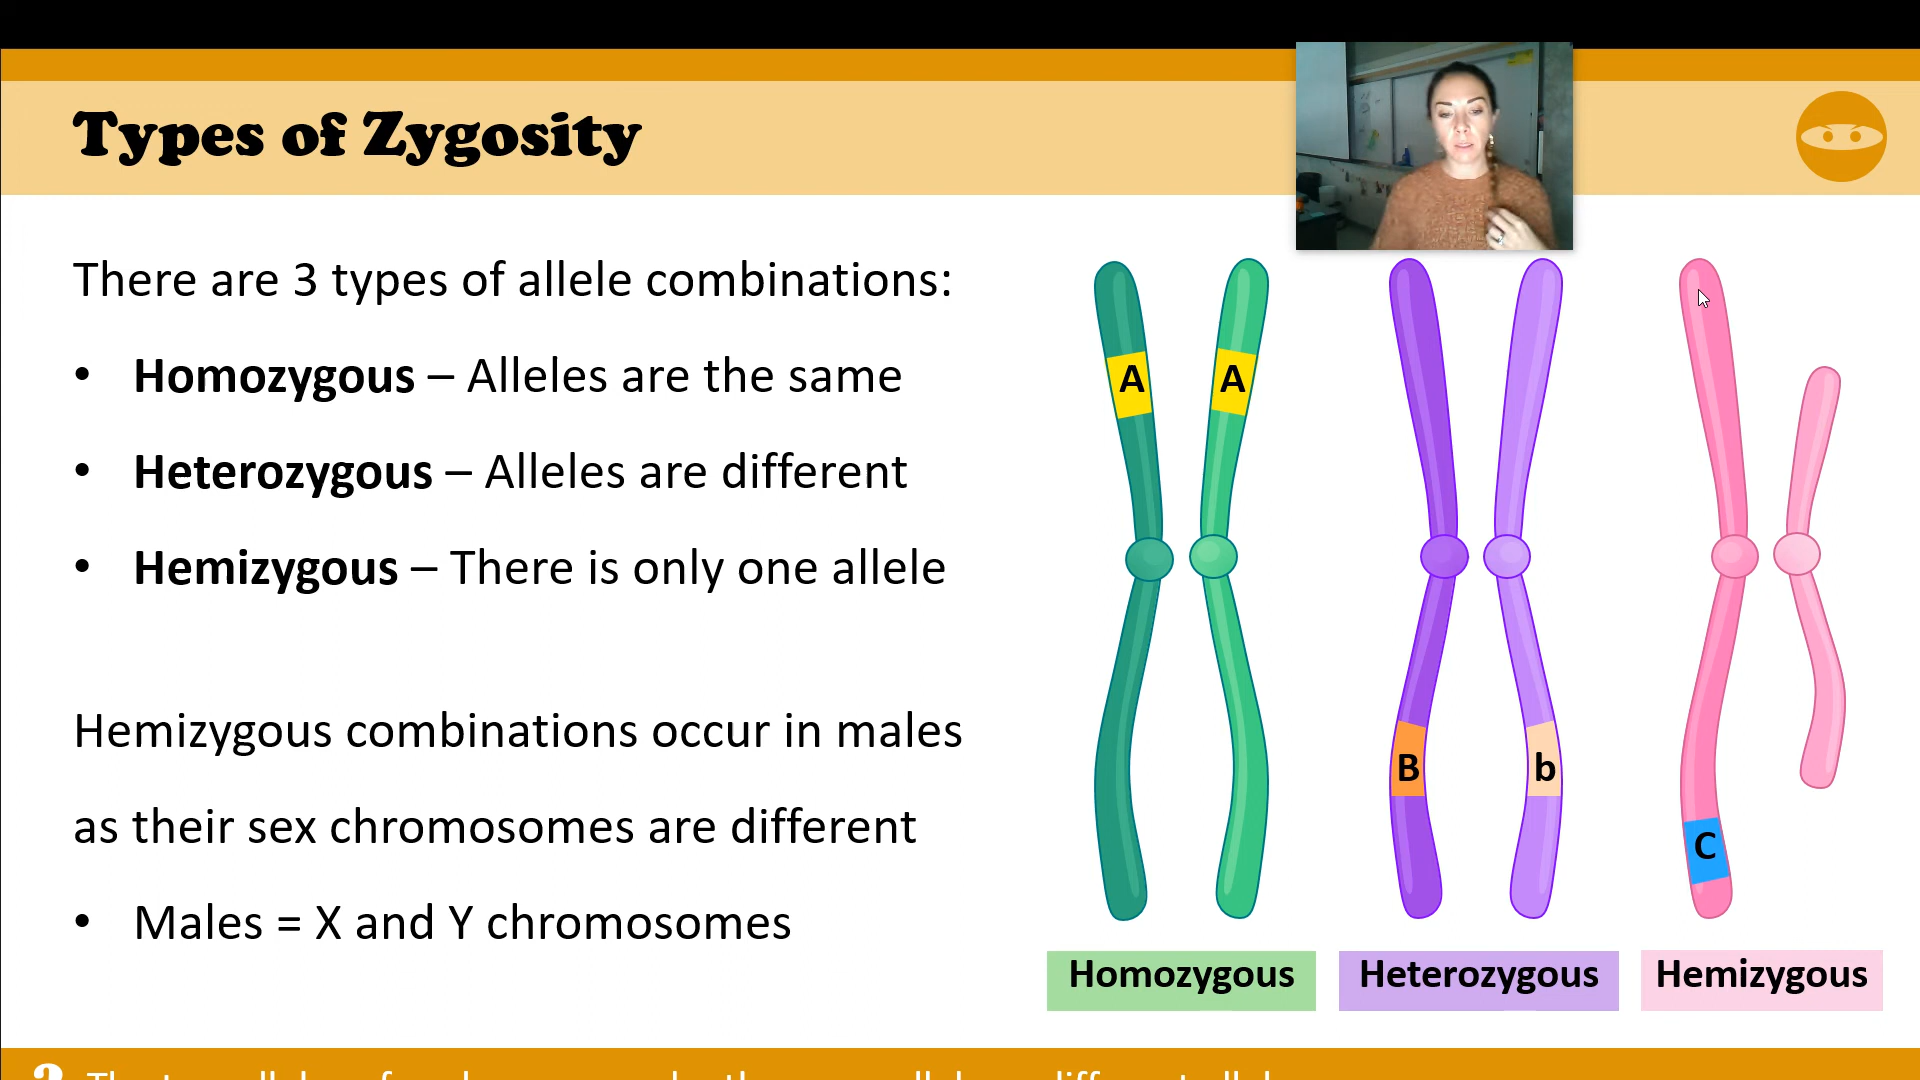 Types of Zygosity
There are 3 types of allele combinations:
• Homozygous – Alleles are the same
• Heterozygous – Alleles are different
• Hemizygous – There is only one allele
Hemizygous combinations occur in males
as their sex chromosomes are different
• Males = X and Y chromosomes
A A
B b
C
Homozygous Heterozygous Hemizygous